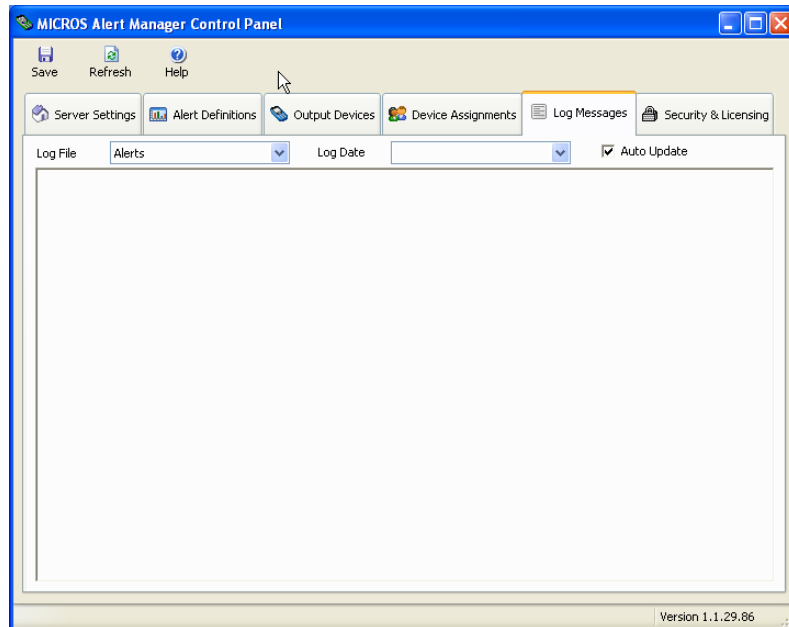 MICROS Alert Manager Control Panel
Save Refresh Help
Server Settings Alert Definitions Output Devices Device Assignments Log Messages Security & Licensing
Log File Alerts Log Date Auto Update
Version 1.1.29.86